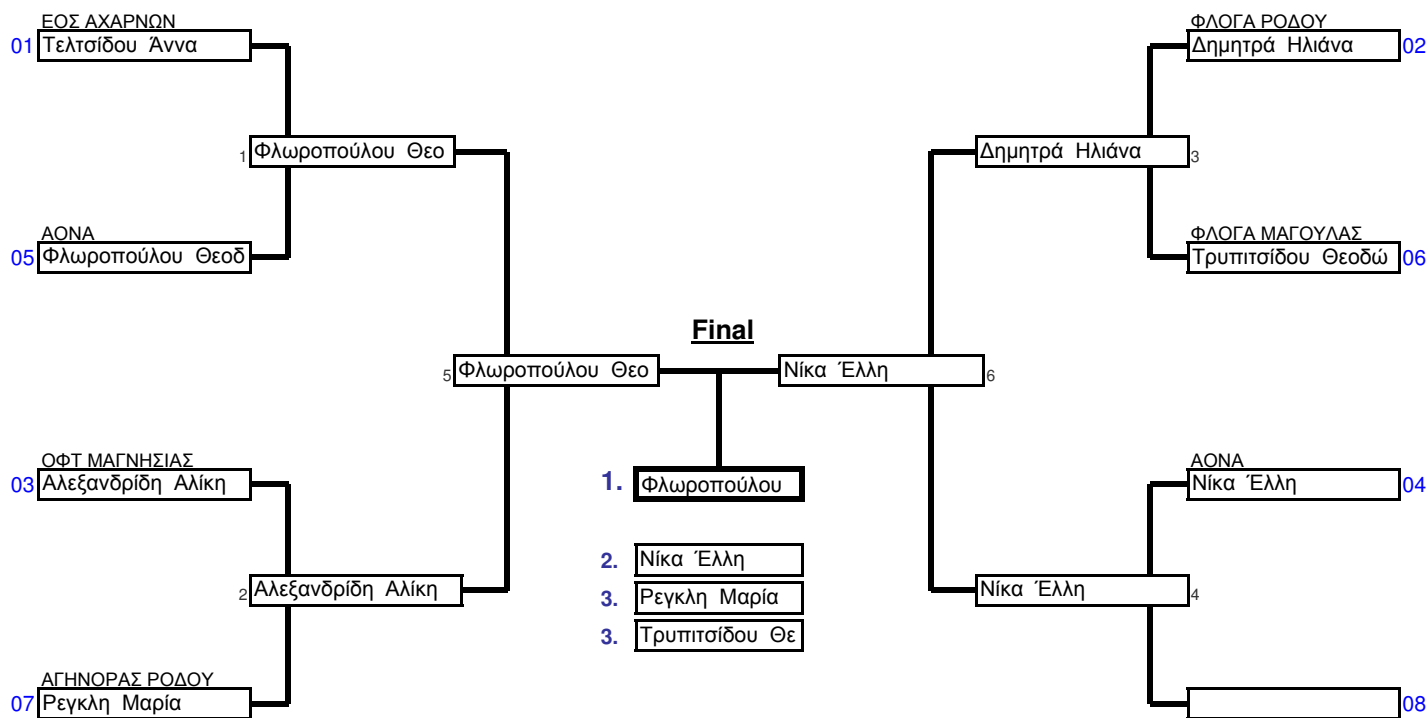 ΕΟΣ ΑΧΑΡΝΩΝ
01 Τελτσίδου Άννα
ΦΛΟΓΑ ΡΟΔΟΥ
Δημητρά Ηλιάνα 02
1 Φλωροπούλου Θεο
Δημητρά Ηλιάνα 3
ΑΟΝΑ
05 Φλωροπούλου Θεοδ
ΦΛΟΓΑ ΜΑΓΟΥΛΑΣ
Τρυπιτσίδου Θεοδώ 06
Final
5 Φλωροπούλου Θεο
Νίκα Έλλη 6
ΟΦΤ ΜΑΓΝΗΣΙΑΣ
03 Αλεξανδρίδη Αλίκη
1. Φλωροπούλου
ΑΟΝΑ
Νίκα Έλλη 04
2. Νίκα Έλλη
3. Ρεγκλη Μαρία
3. Τρυπιτσίδου Θε
2 Αλεξανδρίδη Αλίκη
Νίκα Έλλη 4
ΑΓΗΝΟΡΑΣ ΡΟΔΟΥ
07 Ρεγκλη Μαρία
08